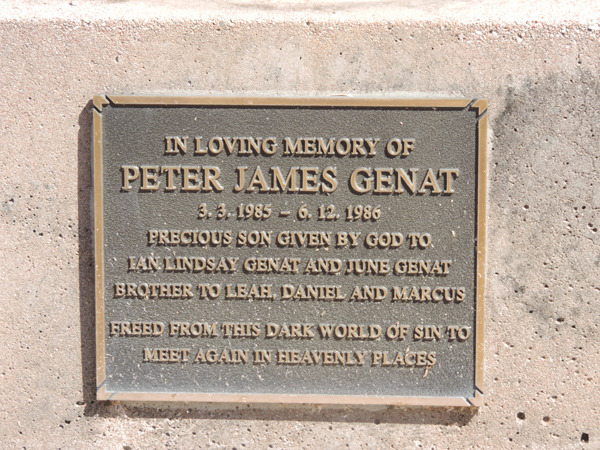 IN LOVING MEMORY OF
PETER JAMES GENAT
3. 3. 1985 – 6. 12. 1986
PRECIOUS SON GIVEN BY GOD TO
IAN LINDSAY GENAT AND JUNE GENAT
BROTHER TO LEAH, DANIEL AND MARCUS
FREED FROM THIS DARK WORLD OF SIN TO
MEET AGAIN IN HEAVENLY PLACES